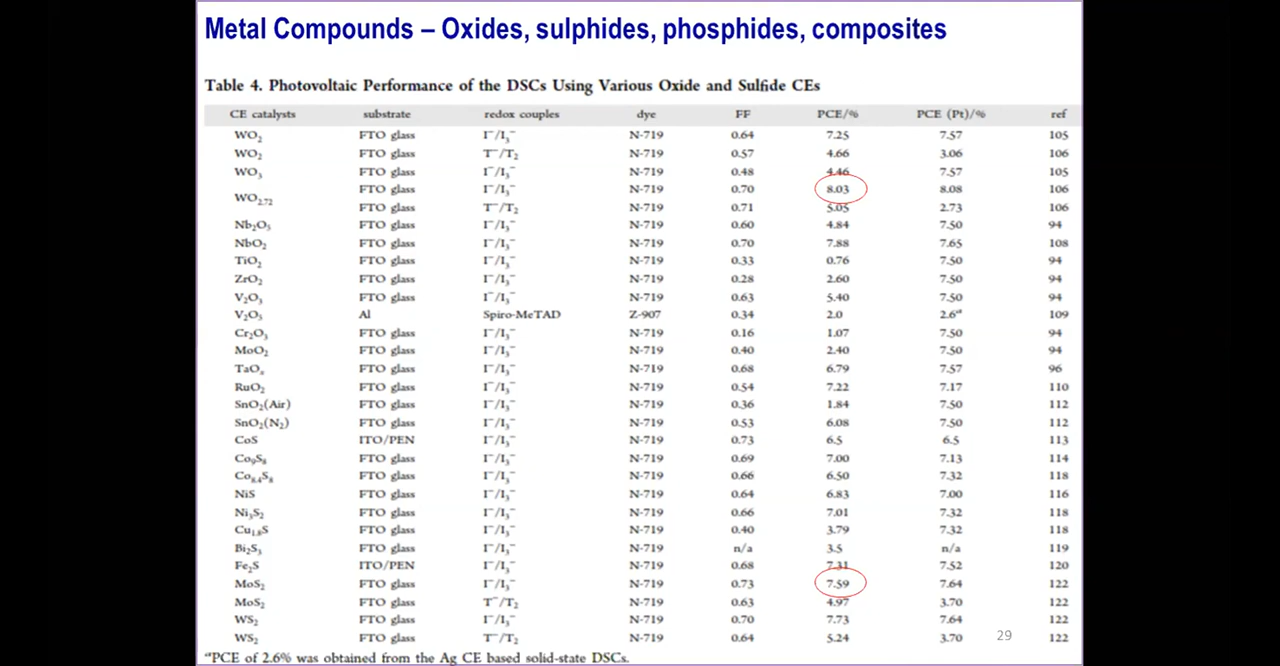 Metal Compounds – Oxides, sulphides, phosphides, composites
Table 4. Photovoltaic Performance of the DSCs Using Various Oxide and Sulfide CEs
CE catalysts substrate redox couples dye FF PCE/% PCE (Pt)/% ref
WO₂ FTO glass I⁻/I₃⁻ N-719 0.64 7.25 7.57 105
WO₂ FTO glass T⁻/T₂ N-719 0.57 4.66 3.06 106
WO₃ FTO glass I⁻/I₃⁻ N-719 0.48 4.46 7.57 105
WO₂.₇₂ FTO glass I⁻/I₃⁻ N-719 0.70 8.03 8.08 106
FTO glass T⁻/T₂ N-719 0.71 5.05 2.73 106
Nb₂O₅ FTO glass I⁻/I₃⁻ N-719 0.60 4.84 7.50 94
NbO₂ FTO glass I⁻/I₃⁻ N-719 0.70 7.88 7.65 108
TiO₂ FTO glass I⁻/I₃⁻ N-719 0.33 0.76 7.50 94
ZrO₂ FTO glass I⁻/I₃⁻ N-719 0.28 2.60 7.50 94
V₂O₃ FTO glass I⁻/I₃⁻ N-719 0.63 5.40 7.50 94
V₂O₅ Al Spiro-MeTAD Z-907 0.34 2.0 2.6ᵃ 109
Cr₂O₃ FTO glass I⁻/I₃⁻ N-719 0.16 1.07 7.50 94
MoO₂ FTO glass I⁻/I₃⁻ N-719 0.40 2.40 7.50 94
TaOₓ FTO glass I⁻/I₃⁻ N-719 0.68 6.79 7.57 96
RuO₂ FTO glass I⁻/I₃⁻ N-719 0.54 7.22 7.17 110
SnO₂(Air) FTO glass I⁻/I₃⁻ N-719 0.36 1.84 7.50 112
SnO₂(N₂) FTO glass I⁻/I₃⁻ N-719 0.53 6.08 7.50 112
CoS ITO/PEN I⁻/I₃⁻ N-719 0.73 6.5 6.5 113
Co₉S₈ FTO glass I⁻/I₃⁻ N-719 0.69 7.00 7.13 114
Co₈.₄S₈ FTO glass I⁻/I₃⁻ N-719 0.66 6.50 7.32 118
NiS FTO glass I⁻/I₃⁻ N-719 0.64 6.83 7.00 116
Ni₃S₂ FTO glass I⁻/I₃⁻ N-719 0.66 7.01 7.32 118
Cu₁.₈S FTO glass I⁻/I₃⁻ N-719 0.40 3.79 7.32 118
Bi₂S₃ FTO glass I⁻/I₃⁻ N-719 n/a 3.5 n/a 119
Fe₂S ITO/PEN I⁻/I₃⁻ N-719 0.68 7.31 7.52 120
MoS₂ FTO glass I⁻/I₃⁻ N-719 0.73 7.59 7.64 122
MoS₂ FTO glass T⁻/T₂ N-719 0.63 4.97 3.70 122
WS₂ FTO glass I⁻/I₃⁻ N-719 0.70 7.73 7.64 122
WS₂ FTO glass T⁻/T₂ N-719 0.64 5.24 3.70 122
29
ᵃPCE of 2.6% was obtained from the Ag CE based solid-state DSCs.